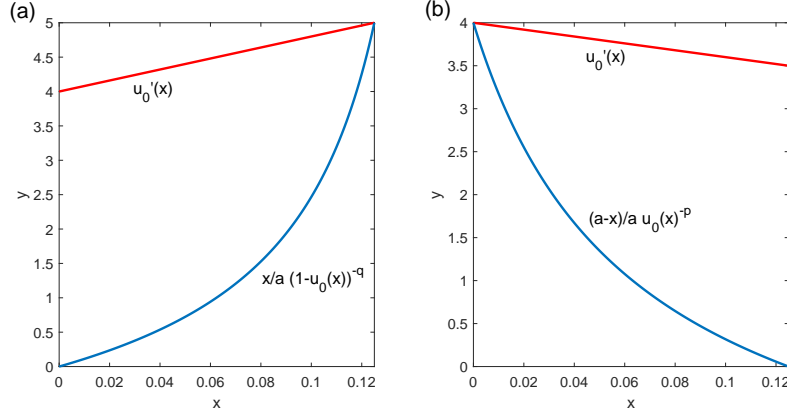 (a)
5
4.5
4
3.5
3
2.5
2
1.5
1
0.5
0
y
u₀'(x)
x/a (1-u₀(x))⁻q
0 0.02 0.04 0.06 0.08 0.1 0.12
x
(b)
4
3.5
3
2.5
2
1.5
1
0.5
0
y
u₀'(x)
(a-x)/a u₀(x)⁻p
0 0.02 0.04 0.06 0.08 0.1 0.12
x